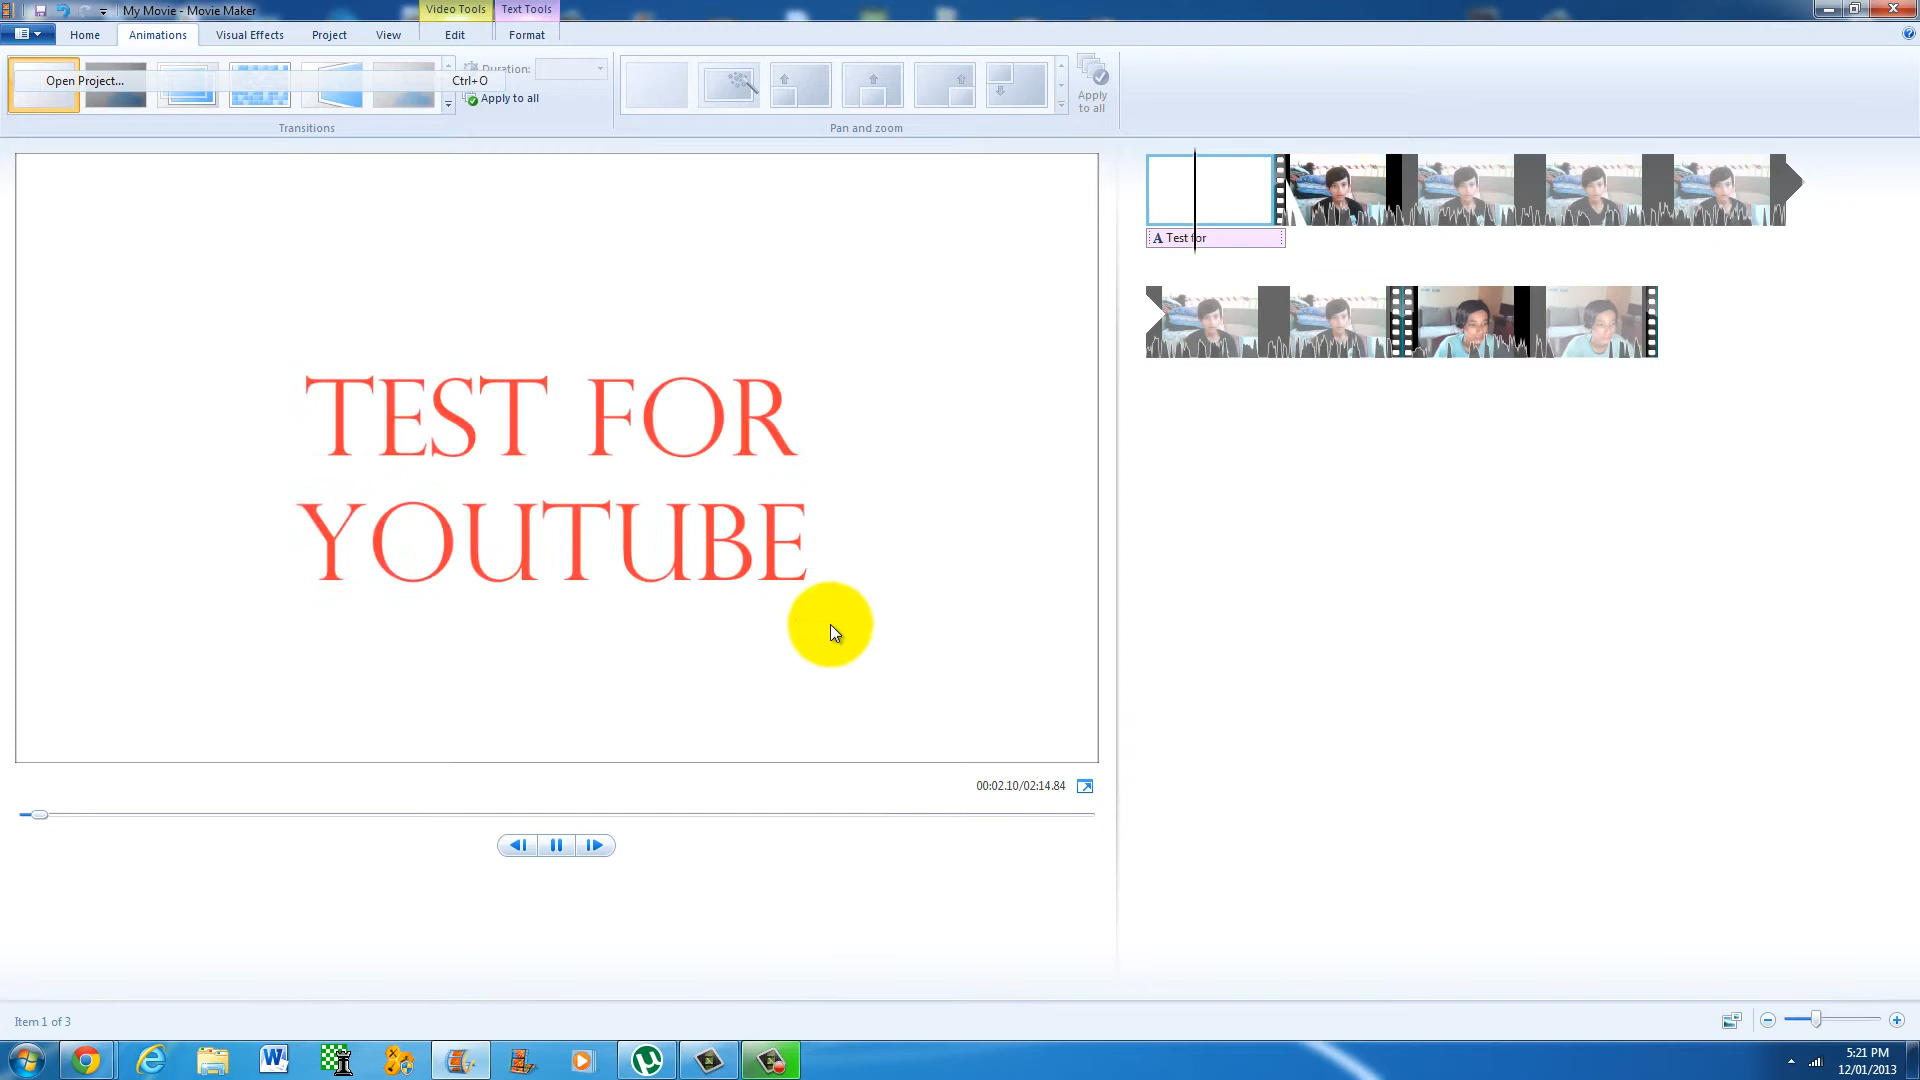 My Movie - Movie Maker
Video Tools
Text Tools
Home
Animations
Visual Effects
Project
View
Edit
Format
Open Project...
Ctrl+O
Duration:
Apply to all
Apply
to all
Transitions
Pan and zoom
A Test for
TEST FOR
YOUTUBE
00:02.10/02:14.84
Item 1 of 3
5:21 PM
12/01/2013